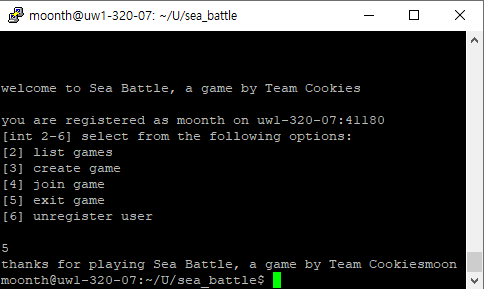 moonth@uw1-320-07: ~/U/sea_battle
welcome to Sea Battle, a game by Team Cookies
you are registered as moonth on uw1-320-07:41180
[int 2-6] select from the following options:
[2] list games
[3] create game
[4] join game
[5] exit game
[6] unregister user
5
thanks for playing Sea Battle, a game by Team Cookiesmoon
moonth@uw1-320-07:~/U/sea_battle$